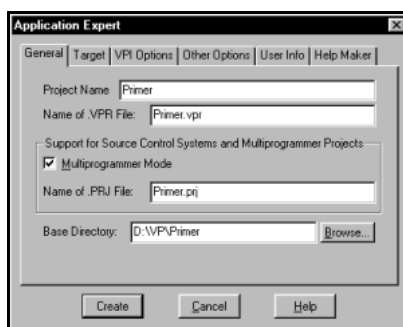 Application Expert
General Target VPI Options Other Options User Info Help Maker
Project Name Primer
Name of .VPR File: Primer.vpr
Support for Source Control Systems and Multiprogrammer Projects
Multiprogrammer Mode
Name of .PRJ File: Primer.prj
Base Directory: D:\VP\Primer Browse...
Create Cancel Help